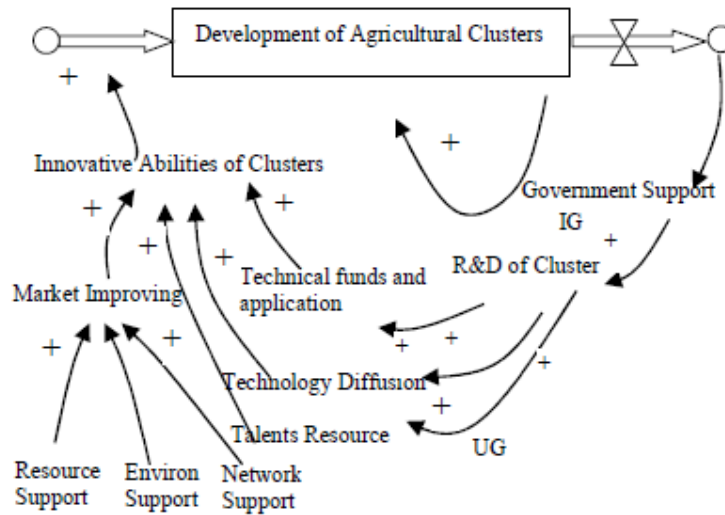 Development of Agricultural Clusters
+
+
Innovative Abilities of Clusters
Government Support
+
+
IG
+
+
+
R&D of Cluster
Technical funds and
application
Market Improving
+
+
+
+
+
Technology Diffusion
+
Talents Resource
UG
Resource
Support
Environ
Support
Network
Support